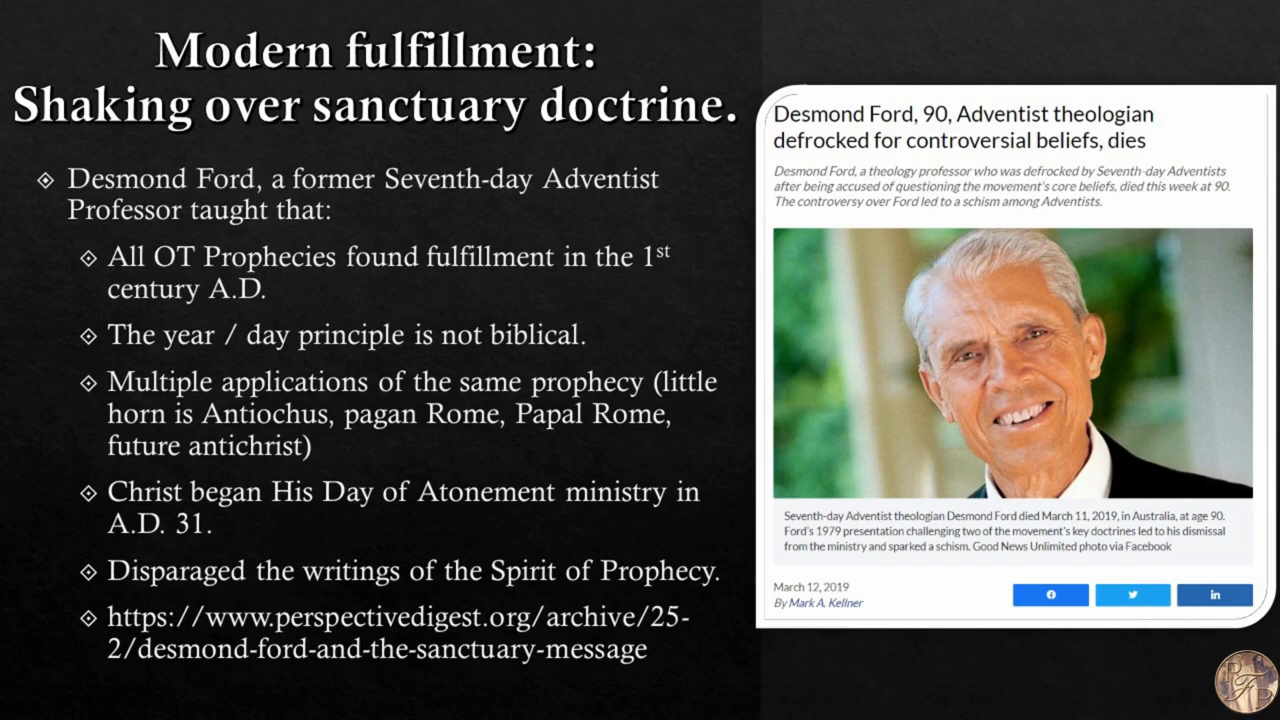 Modern fulfillment:
Shaking over sanctuary doctrine.
Desmond Ford, a former Seventh-day Adventist
Professor taught that:
All OT Prophecies found fulfillment in the 1st
century A.D.
The year / day principle is not biblical.
Multiple applications of the same prophecy (little
horn is Antiochus, pagan Rome, Papal Rome,
future antichrist)
Christ began His Day of Atonement ministry in
A.D. 31.
Disparaged the writings of the Spirit of Prophecy.
https://www.perspectivedigest.org/archive/25-
2/desmond-ford-and-the-sanctuary-message
Desmond Ford, 90, Adventist theologian
defrocked for controversial beliefs, dies
Desmond Ford, a theology professor who was defrocked by Seventh-day Adventists
after being accused of questioning the movement's core beliefs, died this week at 90.
The controversy over Ford led to a schism among Adventists.
Seventh-day Adventist theologian Desmond Ford died March 11, 2019, in Australia, at age 90.
Ford's 1979 presentation challenging two of the movement's key doctrines led to his dismissal
from the ministry and sparked a schism. Good News Unlimited photo via Facebook
March 12, 2019
By Mark A. Kellner